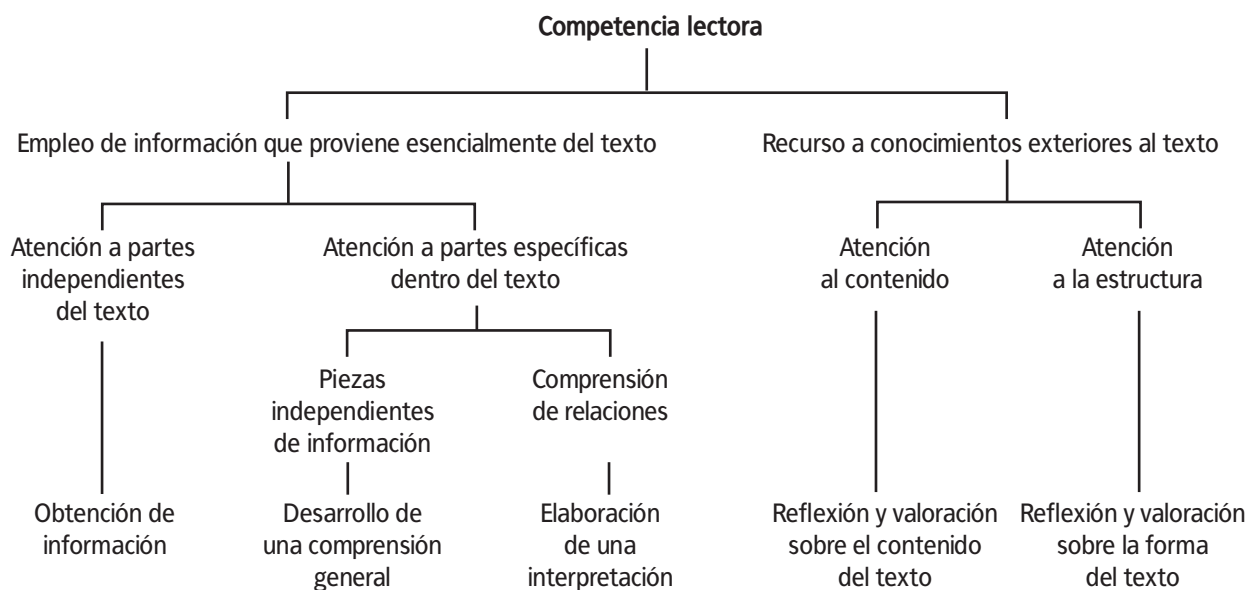 Competencia lectora
Empleo de información que proviene esencialmente del texto
Recurso a conocimientos exteriores al texto
Atención a partes
independientes
del texto
Atención a partes específicas
dentro del texto
Atención
al contenido
Atención
a la estructura
Piezas
independientes
de información
Comprensión
de relaciones
Obtención de
información
Desarrollo de
una comprensión
general
Elaboración
de una
interpretación
Reflexión y valoración
sobre el contenido
del texto
Reflexión y valoración
sobre la forma
del texto